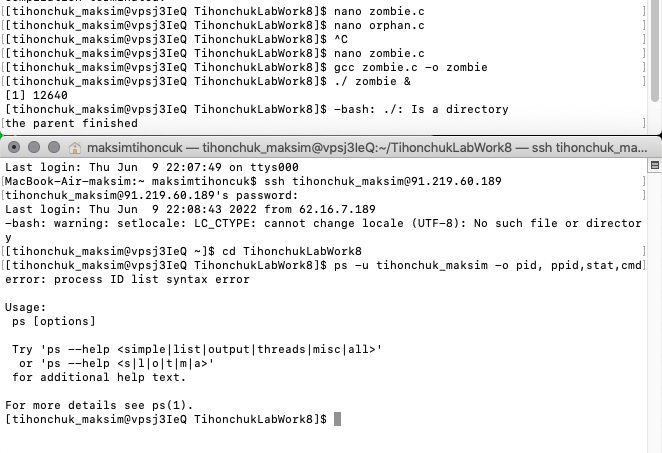 [[tihonchuk_maksim@vpsj3IeQ TihonchukLabWork8]$ nano zombie.c ]
[[tihonchuk_maksim@vpsj3IeQ TihonchukLabWork8]$ nano orphan.c ]
[[tihonchuk_maksim@vpsj3IeQ TihonchukLabWork8]$ ^C ]
[[tihonchuk_maksim@vpsj3IeQ TihonchukLabWork8]$ nano zombie.c ]
[[tihonchuk_maksim@vpsj3IeQ TihonchukLabWork8]$ gcc zombie.c -o zombie ]
[[tihonchuk_maksim@vpsj3IeQ TihonchukLabWork8]$ ./ zombie & ]
[1] 12640
[[tihonchuk_maksim@vpsj3IeQ TihonchukLabWork8]$ -bash: ./: Is a directory ]
[the parent finished ]
maksimtihoncuk — tihonchuk_maksim@vpsj3IeQ:~/TihonchukLabWork8 — ssh tihonchuk_ma...
Last login: Thu Jun  9 22:07:49 on ttys000
[MacBook-Air-maksim:~ maksimtihoncuk$ ssh tihonchuk_maksim@91.219.60.189 ]
[tihonchuk_maksim@91.219.60.189's password: ]
Last login: Thu Jun  9 22:08:43 2022 from 62.16.7.189
-bash: warning: setlocale: LC_CTYPE: cannot change locale (UTF-8): No such file or director
y
[[tihonchuk_maksim@vpsj3IeQ ~]$ cd TihonchukLabWork8 ]
[[tihonchuk_maksim@vpsj3IeQ TihonchukLabWork8]$ ps -u tihonchuk_maksim -o pid, ppid,stat,cmd]
error: process ID list syntax error
Usage:
 ps [options]
 Try 'ps --help <simple|list|output|threads|misc|all>'
  or 'ps --help <s|l|o|t|m|a>'
 for additional help text.
For more details see ps(1).
[tihonchuk_maksim@vpsj3IeQ TihonchukLabWork8]$